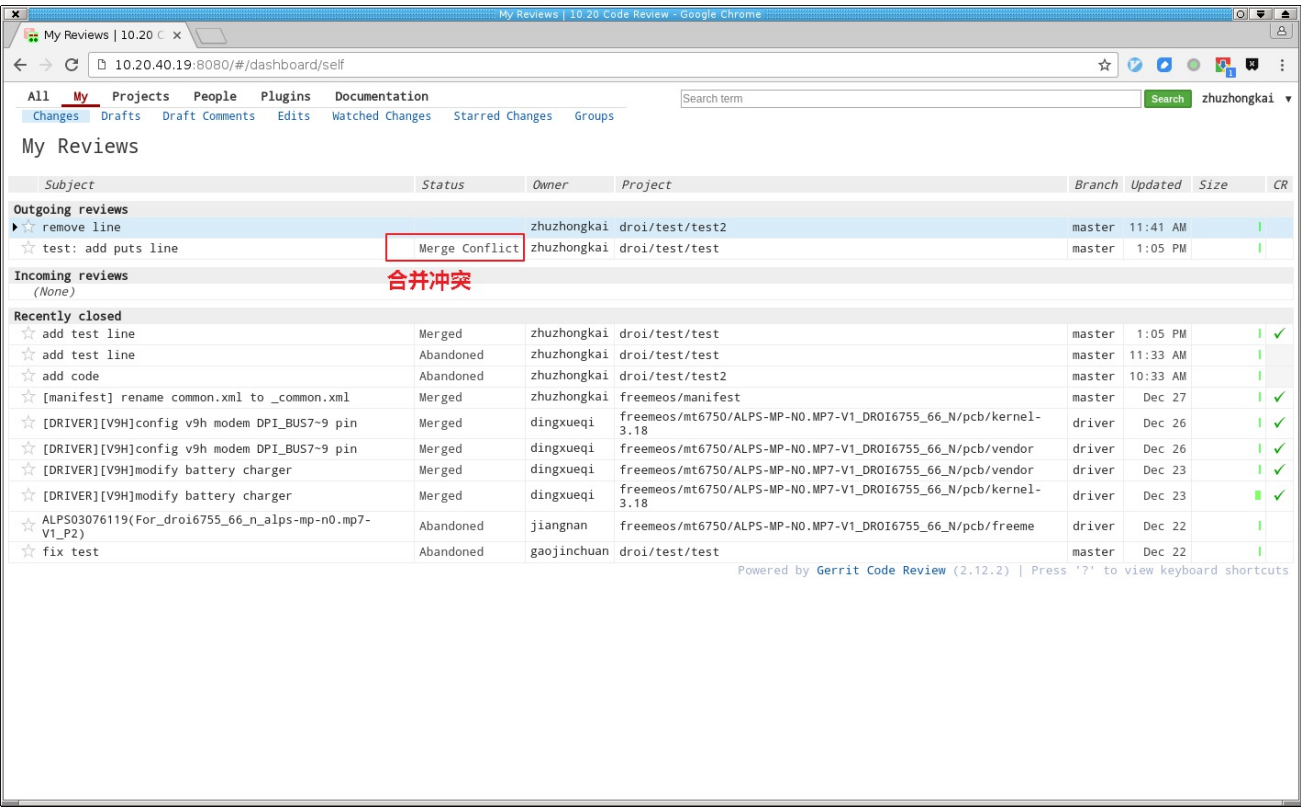 My Reviews | 10.20 Code Review - Google Chrome
My Reviews | 10.20 C
10.20.40.19:8080/#/dashboard/self
All My Projects People Plugins Documentation Search term Search zhuzhongkai
Changes Drafts Draft Comments Edits Watched Changes Starred Changes Groups
My Reviews
Subject Status Owner Project Branch Updated Size CR
Outgoing reviews
remove line zhuzhongkai droi/test/test2 master 11:41 AM
test: add puts line Merge Conflict zhuzhongkai droi/test/test master 1:05 PM
合并冲突
Incoming reviews
(None)
Recently closed
add test line Merged zhuzhongkai droi/test/test master 1:05 PM
add test line Abandoned zhuzhongkai droi/test/test master 11:33 AM
add code Abandoned zhuzhongkai droi/test/test2 master 10:33 AM
[manifest] rename common.xml to _common.xml Merged zhuzhongkai freemeos/manifest master Dec 27
[DRIVER][V9H]config v9h modem DPI_BUS7~9 pin Merged dingxueqi freemeos/mt6750/ALPS-MP-N0.MP7-V1_DROI6755_66_N/pcb/kernel-
3.18 driver Dec 26
[DRIVER][V9H]config v9h modem DPI_BUS7~9 pin Merged dingxueqi freemeos/mt6750/ALPS-MP-N0.MP7-V1_DROI6755_66_N/pcb/vendor driver Dec 26
[DRIVER][V9H]modify battery charger Merged dingxueqi freemeos/mt6750/ALPS-MP-N0.MP7-V1_DROI6755_66_N/pcb/vendor driver Dec 23
[DRIVER][V9H]modify battery charger Merged dingxueqi freemeos/mt6750/ALPS-MP-N0.MP7-V1_DROI6755_66_N/pcb/kernel-
3.18 driver Dec 23
ALPS03076119(For_droi6755_66_n_alps-mp-n0.mp7-
V1_P2) Abandoned jiangnan freemeos/mt6750/ALPS-MP-N0.MP7-V1_DROI6755_66_N/pcb/freeme driver Dec 22
fix test Abandoned gaojinchuan droi/test/test master Dec 22
Powered by Gerrit Code Review (2.12.2) | Press '?' to view keyboard shortcuts